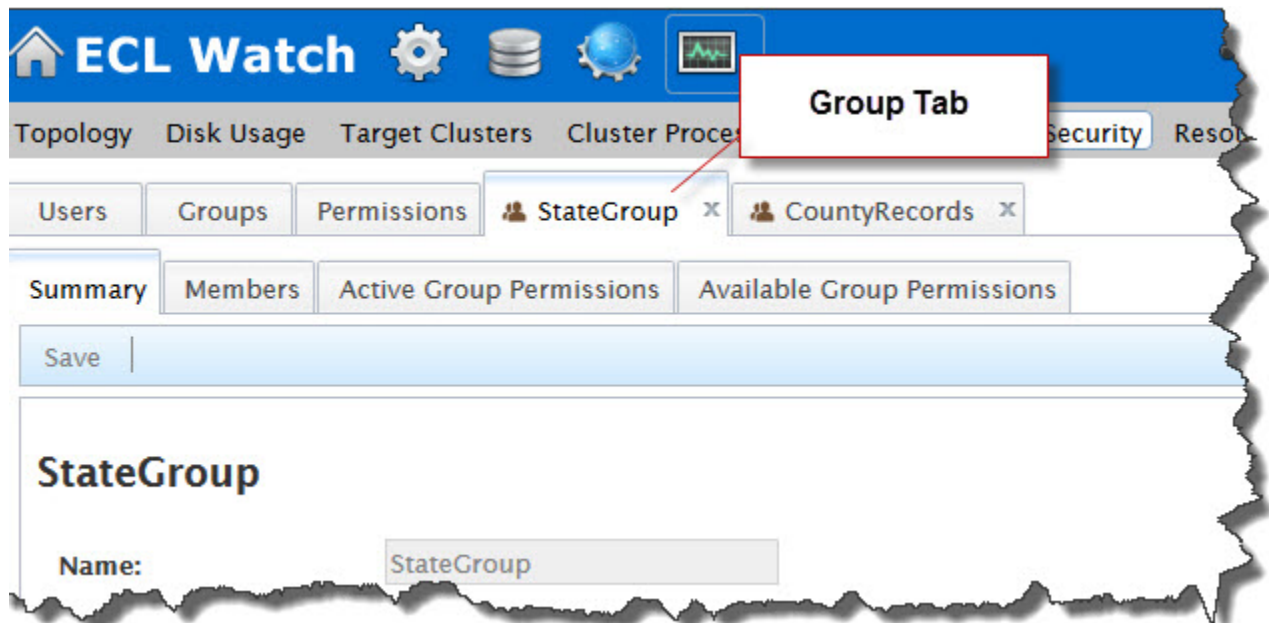 ECL Watch
Group Tab
Topology Disk Usage Target Clusters Cluster Security
Users Groups Permissions StateGroup x CountyRecords x
Summary Members Active Group Permissions Available Group Permissions
Save
StateGroup
Name: StateGroup